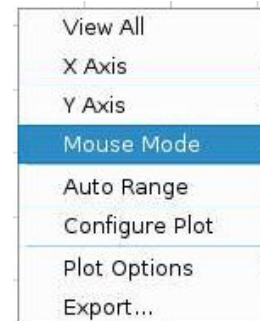 View All
X Axis
Y Axis
Mouse Mode
Auto Range
Configure Plot
Plot Options
Export...